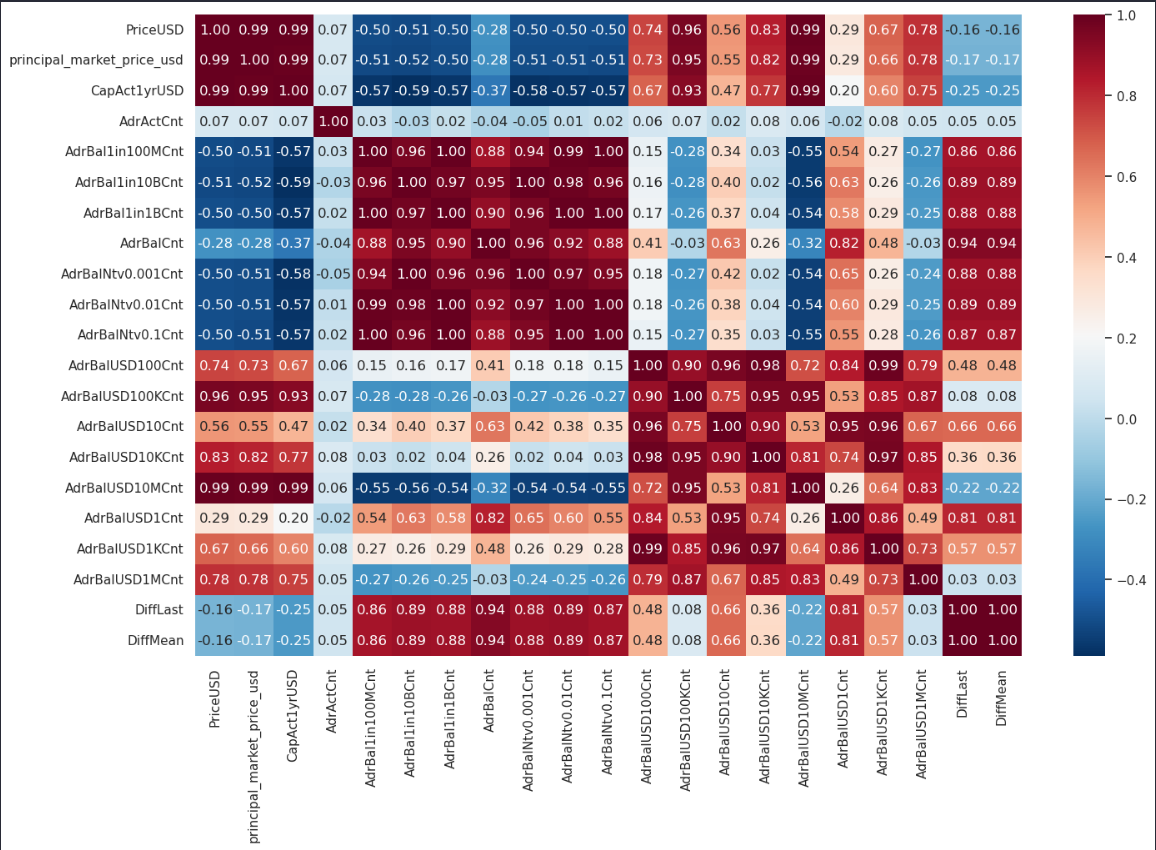 PriceUSD 1.00 0.99 0.99 0.07 -0.50 -0.51 -0.50 -0.28 -0.50 -0.50 -0.50 0.74 0.96 0.56 0.83 0.99 0.29 0.67 0.78 -0.16 -0.16
principal_market_price_usd 0.99 1.00 0.99 0.07 -0.51 -0.52 -0.50 -0.28 -0.51 -0.51 -0.51 0.73 0.95 0.55 0.82 0.99 0.29 0.66 0.78 -0.17 -0.17
CapAct1yrUSD 0.99 0.99 1.00 0.07 -0.57 -0.59 -0.57 -0.37 -0.58 -0.57 -0.57 0.67 0.93 0.47 0.77 0.99 0.20 0.60 0.75 -0.25 -0.25
AdrActCnt 0.07 0.07 0.07 1.00 0.03 -0.03 0.02 -0.04 -0.05 0.01 0.02 0.06 0.07 0.02 0.08 0.06 -0.02 0.08 0.05 0.05 0.05
AdrBal1in100MCnt -0.50 -0.51 -0.57 0.03 1.00 0.96 1.00 0.88 0.94 0.99 1.00 0.15 -0.28 0.34 0.03 -0.55 0.54 0.27 -0.27 0.86 0.86
AdrBal1in10BCnt -0.51 -0.52 -0.59 -0.03 0.96 1.00 0.97 0.95 1.00 0.98 0.96 0.16 -0.28 0.40 0.02 -0.56 0.63 0.26 -0.26 0.89 0.89
AdrBal1in1BCnt -0.50 -0.50 -0.57 0.02 1.00 0.97 1.00 0.90 0.96 1.00 1.00 0.17 -0.26 0.37 0.04 -0.54 0.58 0.29 -0.25 0.88 0.88
AdrBalCnt -0.28 -0.28 -0.37 -0.04 0.88 0.95 0.90 1.00 0.96 0.92 0.88 0.41 -0.03 0.63 0.26 -0.32 0.82 0.48 -0.03 0.94 0.94
AdrBalNtv0.001Cnt -0.50 -0.51 -0.58 -0.05 0.94 1.00 0.96 0.96 1.00 0.97 0.95 0.18 -0.27 0.42 0.02 -0.54 0.65 0.26 -0.24 0.88 0.88
AdrBalNtv0.01Cnt -0.50 -0.51 -0.57 0.01 0.99 0.98 1.00 0.92 0.97 1.00 1.00 0.18 -0.26 0.38 0.04 -0.54 0.60 0.29 -0.25 0.89 0.89
AdrBalNtv0.1Cnt -0.50 -0.51 -0.57 0.02 1.00 0.96 1.00 0.88 0.95 1.00 1.00 0.15 -0.27 0.35 0.03 -0.55 0.55 0.28 -0.26 0.87 0.87
AdrBalUSD100Cnt 0.74 0.73 0.67 0.06 0.15 0.16 0.17 0.41 0.18 0.18 0.15 1.00 0.90 0.96 0.98 0.72 0.84 0.99 0.79 0.48 0.48
AdrBalUSD100KCnt 0.96 0.95 0.93 0.07 -0.28 -0.28 -0.26 -0.03 -0.27 -0.26 -0.27 0.90 1.00 0.75 0.95 0.95 0.53 0.85 0.87 0.08 0.08
AdrBalUSD10Cnt 0.56 0.55 0.47 0.02 0.34 0.40 0.37 0.63 0.42 0.38 0.35 0.96 0.75 1.00 0.90 0.53 0.95 0.96 0.67 0.66 0.66
AdrBalUSD10KCnt 0.83 0.82 0.77 0.08 0.03 0.02 0.04 0.26 0.02 0.04 0.03 0.98 0.95 0.90 1.00 0.81 0.74 0.97 0.85 0.36 0.36
AdrBalUSD10MCnt 0.99 0.99 0.99 0.06 -0.55 -0.56 -0.54 -0.32 -0.54 -0.54 -0.55 0.72 0.95 0.53 0.81 1.00 0.26 0.64 0.83 -0.22 -0.22
AdrBalUSD1Cnt 0.29 0.29 0.20 -0.02 0.54 0.63 0.58 0.82 0.65 0.60 0.55 0.84 0.53 0.95 0.74 0.26 1.00 0.86 0.49 0.81 0.81
AdrBalUSD1KCnt 0.67 0.66 0.60 0.08 0.27 0.26 0.29 0.48 0.26 0.29 0.28 0.99 0.85 0.96 0.97 0.64 0.86 1.00 0.73 0.57 0.57
AdrBalUSD1MCnt 0.78 0.78 0.75 0.05 -0.27 -0.26 -0.25 -0.03 -0.24 -0.25 -0.26 0.79 0.87 0.67 0.85 0.83 0.49 0.73 1.00 0.03 0.03
DiffLast -0.16 -0.17 -0.25 0.05 0.86 0.89 0.88 0.94 0.88 0.89 0.87 0.48 0.08 0.66 0.36 -0.22 0.81 0.57 0.03 1.00 1.00
DiffMean -0.16 -0.17 -0.25 0.05 0.86 0.89 0.88 0.94 0.88 0.89 0.87 0.48 0.08 0.66 0.36 -0.22 0.81 0.57 0.03 1.00 1.00
PriceUSD
principal_market_price_usd
CapAct1yrUSD
AdrActCnt
AdrBal1in100MCnt
AdrBal1in10BCnt
AdrBal1in1BCnt
AdrBalCnt
AdrBalNtv0.001Cnt
AdrBalNtv0.01Cnt
AdrBalNtv0.1Cnt
AdrBalUSD100Cnt
AdrBalUSD100KCnt
AdrBalUSD10Cnt
AdrBalUSD10KCnt
AdrBalUSD10MCnt
AdrBalUSD1Cnt
AdrBalUSD1KCnt
AdrBalUSD1MCnt
DiffLast
DiffMean
1.0
0.8
0.6
0.4
0.2
0.0
−0.2
−0.4